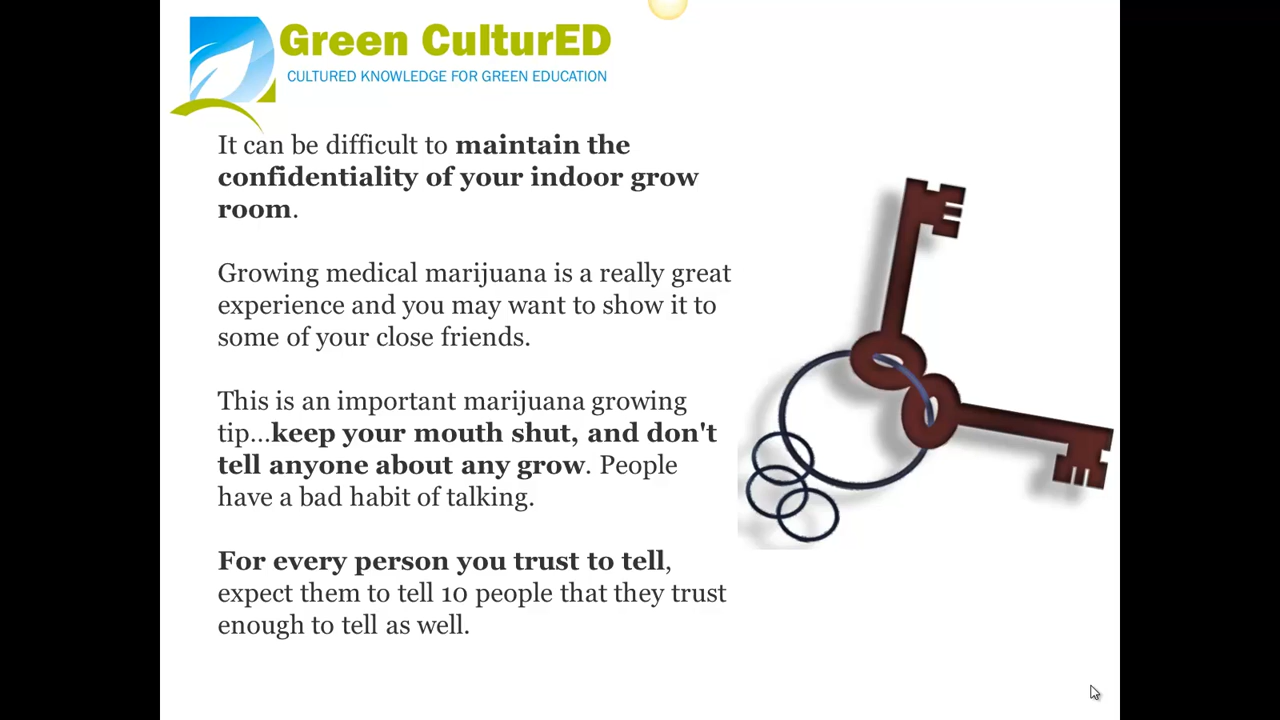 Green CulturED
CULTURED KNOWLEDGE FOR GREEN EDUCATION
It can be difficult to maintain the
confidentiality of your indoor grow
room.
Growing medical marijuana is a really great
experience and you may want to show it to
some of your close friends.
This is an important marijuana growing
tip...keep your mouth shut, and don't
tell anyone about any grow. People
have a bad habit of talking.
For every person you trust to tell,
expect them to tell 10 people that they trust
enough to tell as well.